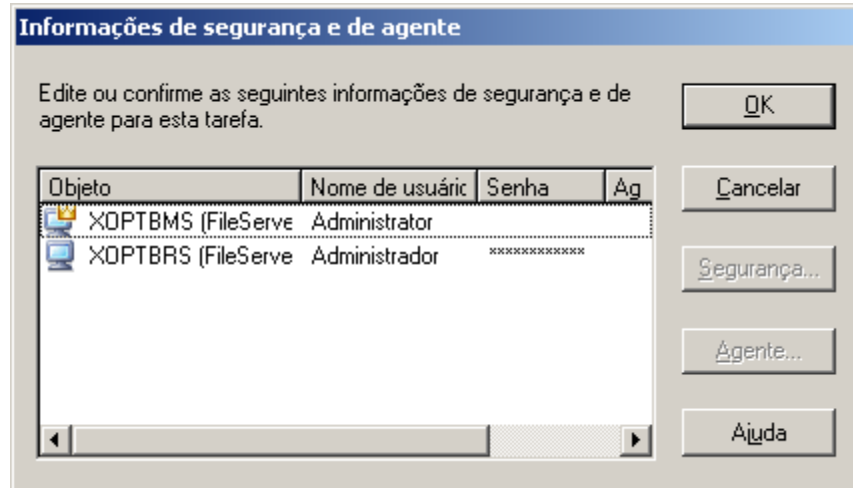 Informações de segurança e de agente
Edite ou confirme as seguintes informações de segurança e de
agente para esta tarefa.
OK
Objeto Nome de usuáric Senha Ag
Cancelar
XOPTBMS (FileServe Administrator
XOPTBRS (FileServe Administrador ************
Segurança...
Agente...
Ajuda